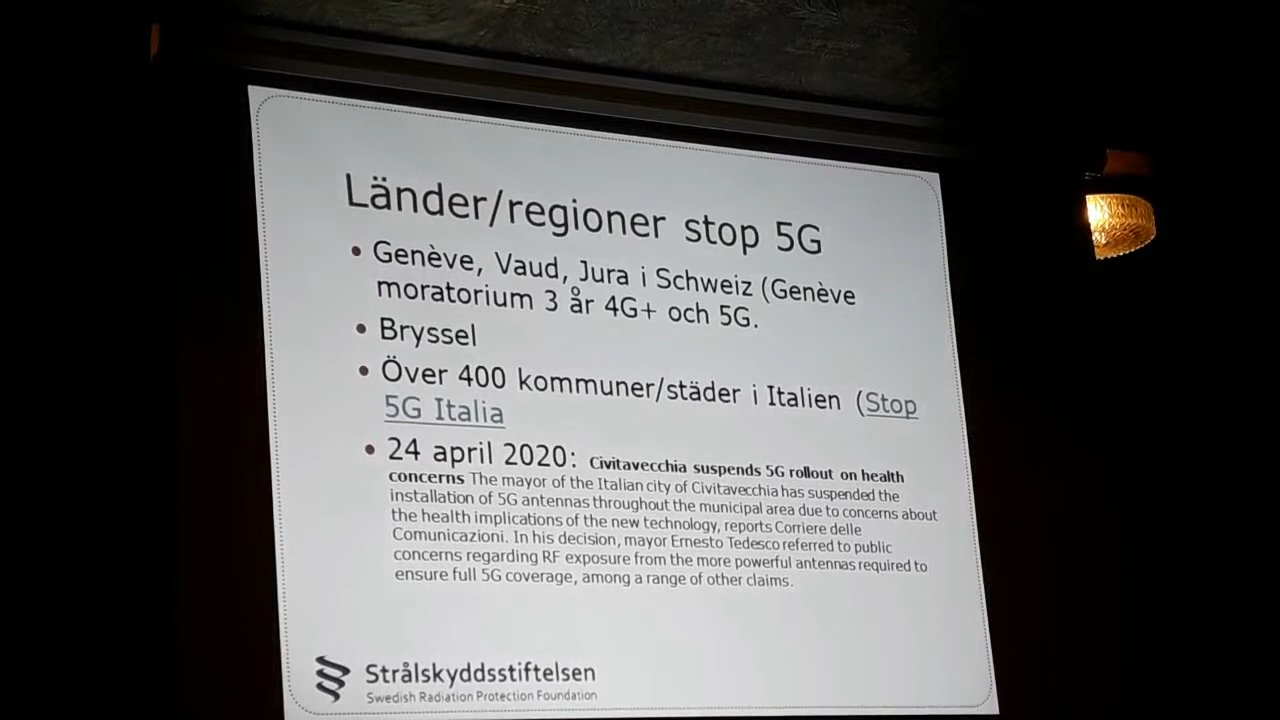 Länder/regioner stop 5G
• Genève, Vaud, Jura i Schweiz (Genève
moratorium 3 år 4G+ och 5G.
• Bryssel
• Över 400 kommuner/städer i Italien (Stop
5G Italia
• 24 april 2020: Civitavecchia suspends 5G rollout on health
concerns The mayor of the Italian city of Civitavecchia has suspended the
installation of 5G antennas throughout the municipal area due to concerns about
the health implications of the new technology, reports Corriere delle
Comunicazioni. In his decision, mayor Ernesto Tedesco referred to public
concerns regarding RF exposure from the more powerful antennas required to
ensure full 5G coverage, among a range of other claims.
Strålskyddsstiftelsen
Swedish Radiation Protection Foundation